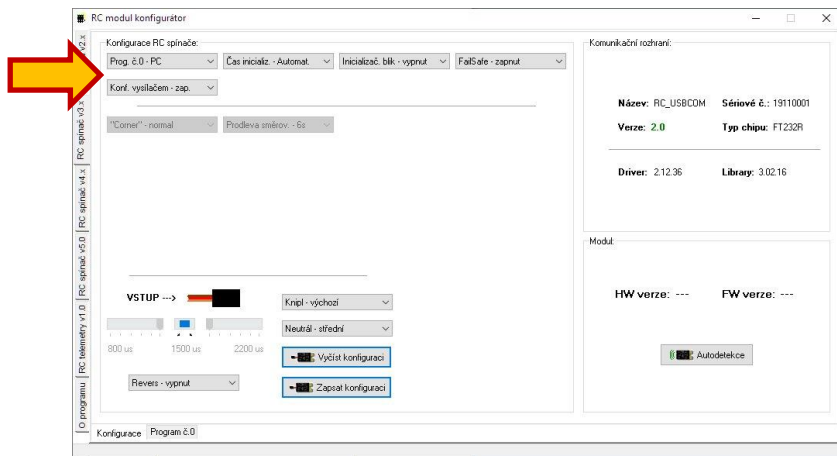 RC modul konfigurátor
v2.x
RC spínač v3.x
RC spínač v4.x
RC spínač v5.0
RC telemetry v1.0
O programu
Konfigurace RC spínače:
Prog. č.0 - PC
Čas inicializ. - Automat.
Inicializač. blik - vypnut
FailSafe - zapnut
Konf. vysílačem - zap.
"Corner" - normal
Prodleva směrov. - 6s
VSTUP --->
800 us
1500 us
2200 us
Revers - vypnut
Knipl - výchozí
Neutrál - střední
Vyčíst konfiguraci
Zapsat konfiguraci
Komunikační rozhraní:
Název: RC_USBCOM Sériové č.: 19110001
Verze: 2.0 Typ chipu: FT232R
Driver: 2.12.36 Library: 3.02.16
Modul:
HW verze: --- FW verze: ---
Autodetekce
Konfigurace Program č.0